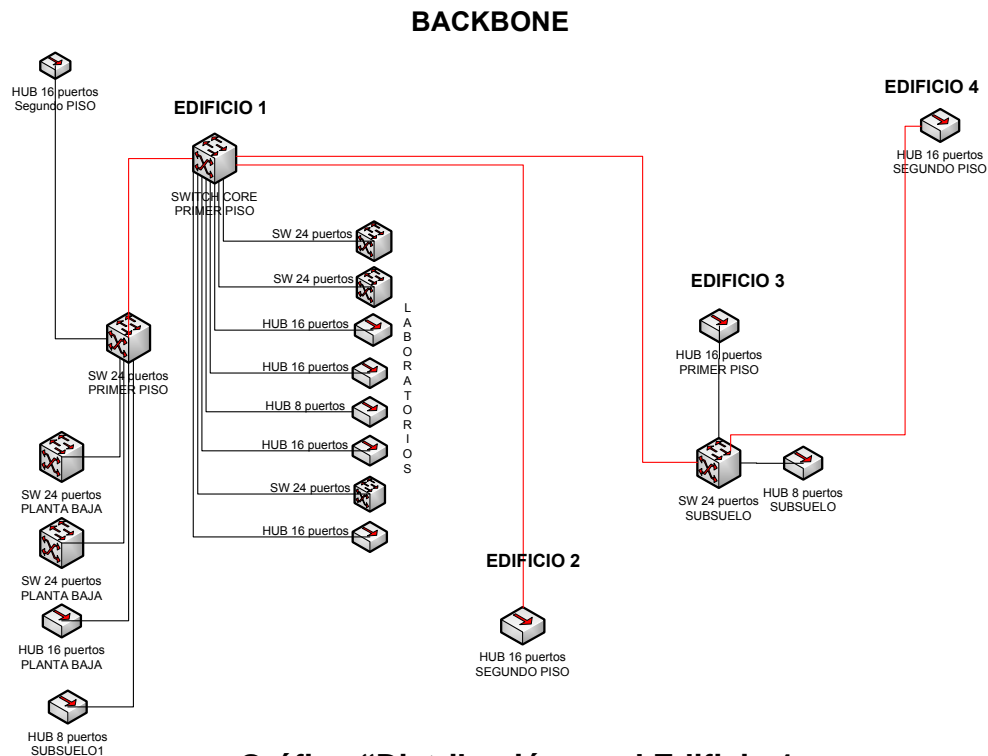 BACKBONE
HUB 16 puertos
Segundo PISO
EDIFICIO 1
SWITCH CORE
PRIMER PISO
EDIFICIO 4
HUB 16 puertos
SEGUNDO PISO
SW 24 puertos
SW 24 puertos
HUB 16 puertos
HUB 16 puertos
HUB 8 puertos
HUB 16 puertos
SW 24 puertos
HUB 16 puertos
LABORATORIOS
EDIFICIO 3
HUB 16 puertos
PRIMER PISO
SW 24 puertos
PRIMER PISO
SW 24 puertos
SUBSUELO
HUB 8 puertos
SUBSUELO
SW 24 puertos
PLANTA BAJA
SW 24 puertos
PLANTA BAJA
HUB 16 puertos
PLANTA BAJA
HUB 8 puertos
SUBSUELO1
EDIFICIO 2
HUB 16 puertos
SEGUNDO PISO